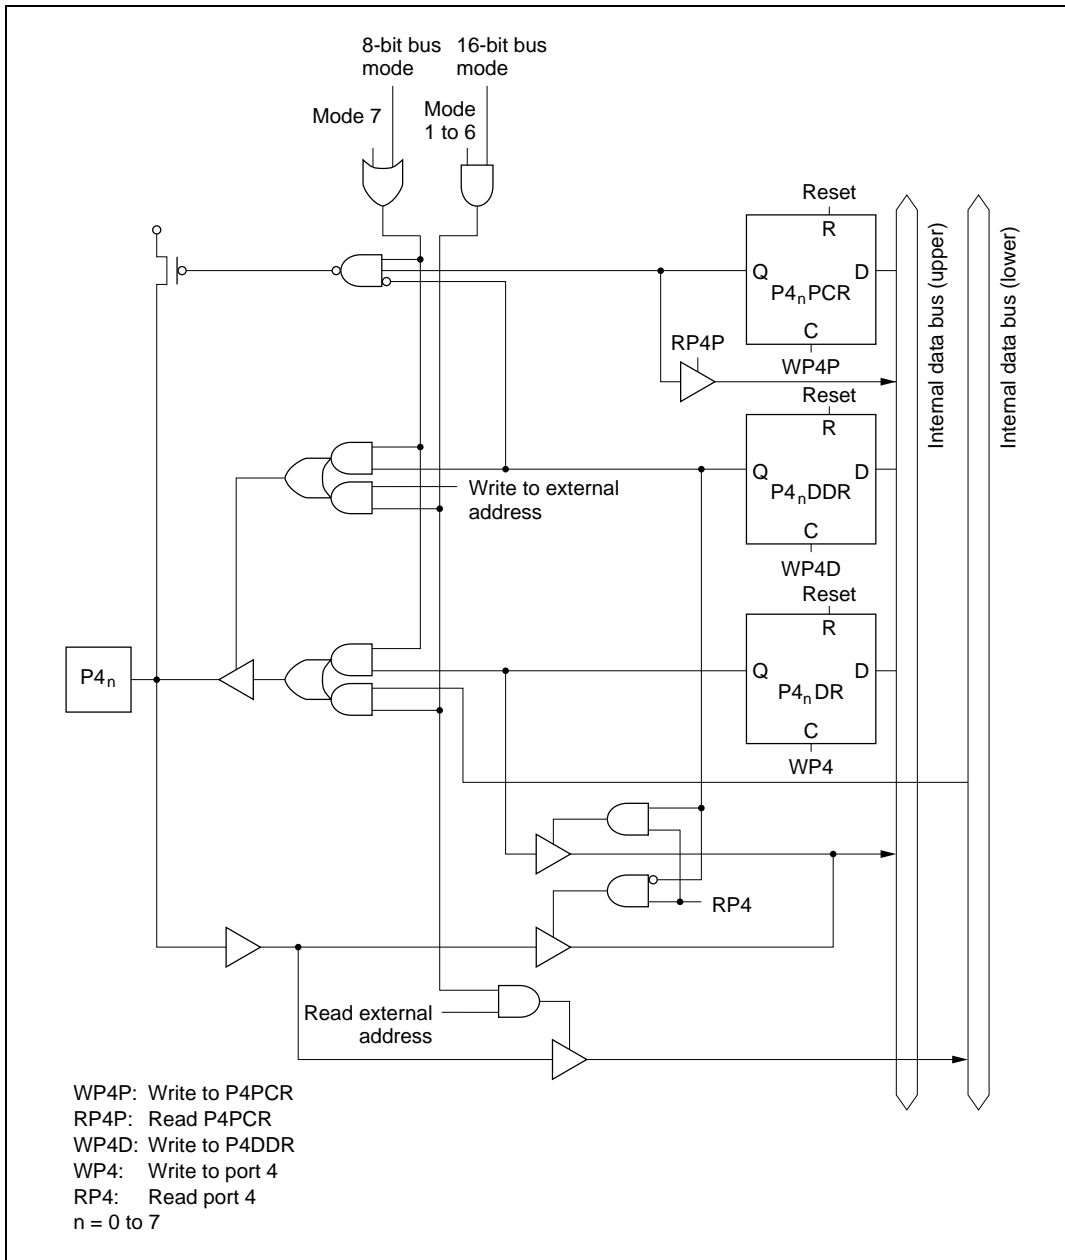 8-bit bus
mode
16-bit bus
mode
Mode 7
Mode
1 to 6
Reset
R
Q
D
P4nPCR
C
WP4P
RP4P
Internal data bus (upper)
Internal data bus (lower)
Reset
R
Q
D
P4nDDR
C
WP4D
Write to external
address
Reset
R
Q
D
P4nDR
C
WP4
P4n
RP4
Read external
address
WP4P: Write to P4PCR
RP4P: Read P4PCR
WP4D: Write to P4DDR
WP4: Write to port 4
RP4: Read port 4
n = 0 to 7